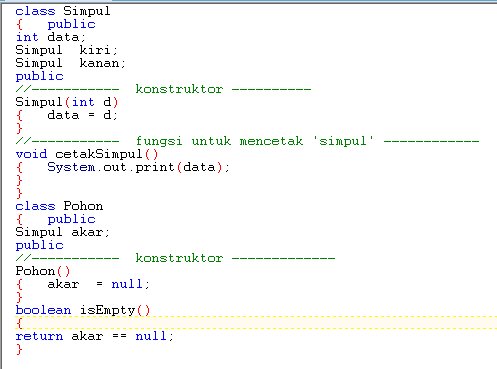 class Simpul
{   public
int data;
Simpul  kiri;
Simpul  kanan;
public
//-----------  konstruktor ----------
Simpul(int d)
{   data = d;
}
//-----------  fungsi untuk mencetak 'simpul' ------------
void cetakSimpul()
{   System.out.print(data);
}
}
class Pohon
{   public
Simpul akar;
public
//-----------  konstruktor -------------
Pohon()
{   akar  = null;
}
boolean isEmpty()
{
return akar == null;
}